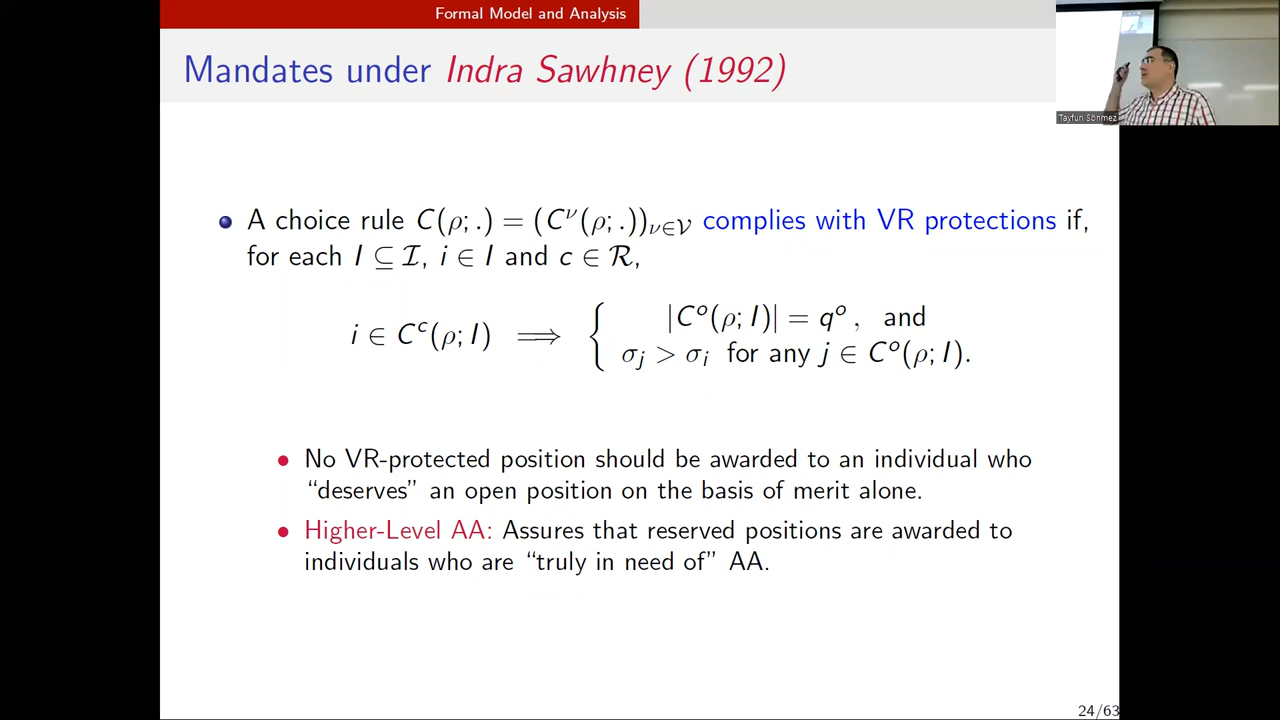 Formal Model and Analysis
Mandates under Indra Sawhney (1992)
Tayfun Sönmez
A choice rule C(ρ; .) = (C^ν(ρ; .))_{ν∈𝒱} complies with VR protections if,
for each I ⊆ ℐ, i ∈ I and c ∈ ℛ,
i ∈ C^c(ρ; I) ⟹ { |C^o(ρ; I)| = q^o , and
σ_j > σ_i for any j ∈ C^o(ρ; I).
• No VR-protected position should be awarded to an individual who
“deserves” an open position on the basis of merit alone.
• Higher-Level AA: Assures that reserved positions are awarded to
individuals who are “truly in need of” AA.
24/63